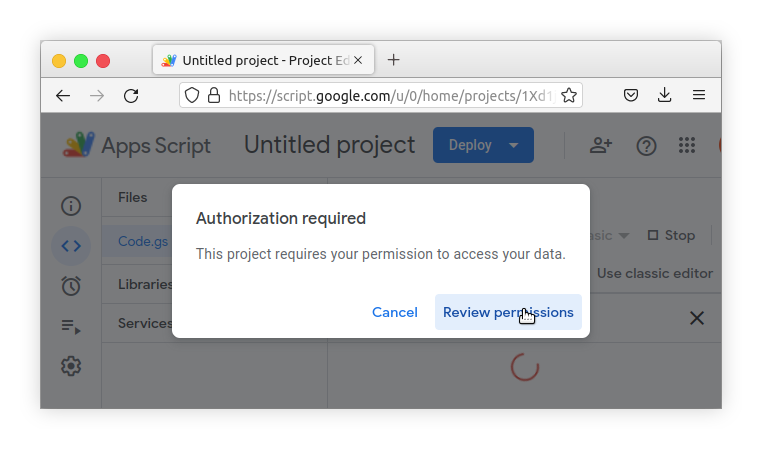 Untitled project - Project Ed
https://script.google.com/u/0/home/projects/1Xd1
Apps Script
Untitled project
Deploy
Files
Code.gs
Libraries
Services
Stop
Use classic editor
Authorization required
This project requires your permission to access your data.
Cancel
Review permissions